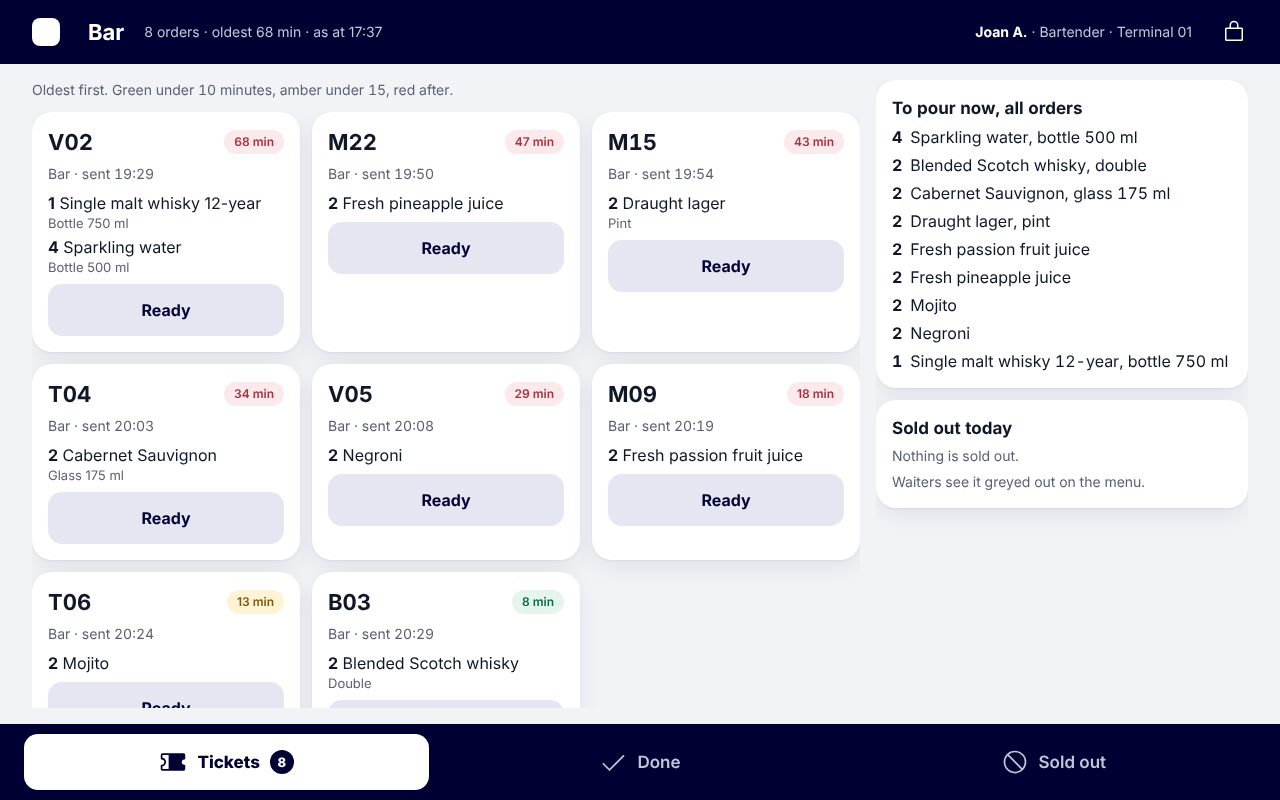 Bar
8 orders · oldest 68 min · as at 17:37
Joan A. · Bartender · Terminal 01
Oldest first. Green under 10 minutes, amber under 15, red after.
V02
68 min
Bar · sent 19:29
1 Single malt whisky 12-year
Bottle 750 ml
4 Sparkling water
Bottle 500 ml
Ready
M22
47 min
Bar · sent 19:50
2 Fresh pineapple juice
Ready
M15
43 min
Bar · sent 19:54
2 Draught lager
Pint
Ready
T04
34 min
Bar · sent 20:03
2 Cabernet Sauvignon
Glass 175 ml
Ready
V05
29 min
Bar · sent 20:08
2 Negroni
Ready
M09
18 min
Bar · sent 20:19
2 Fresh passion fruit juice
Ready
T06
13 min
Bar · sent 20:24
2 Mojito
Ready
B03
8 min
Bar · sent 20:29
2 Blended Scotch whisky
Double
To pour now, all orders
4 Sparkling water, bottle 500 ml
2 Blended Scotch whisky, double
2 Cabernet Sauvignon, glass 175 ml
2 Draught lager, pint
2 Fresh passion fruit juice
2 Fresh pineapple juice
2 Mojito
2 Negroni
1 Single malt whisky 12-year, bottle 750 ml
Sold out today
Nothing is sold out.
Waiters see it greyed out on the menu.
Tickets 8
Done
Sold out